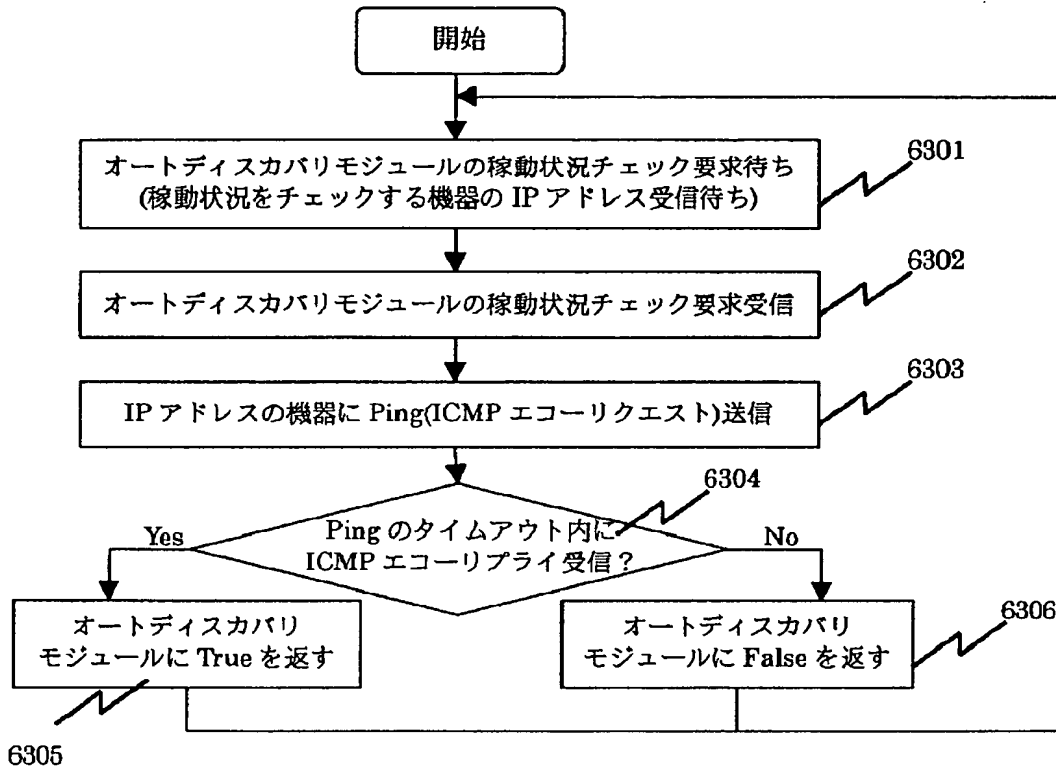 開始
オートディスカバリモジュールの稼動状況チェック要求待ち
(稼動状況をチェックする機器の IP アドレス受信待ち)
6301
オートディスカバリモジュールの稼動状況チェック要求受信
6302
IP アドレスの機器に Ping(ICMP エコーリクエスト)送信
6303
Ping のタイムアウト内に
ICMP エコーリプライ受信？
6304
Yes
No
オートディスカバリ
モジュールに True を返す
6305
オートディスカバリ
モジュールに False を返す
6306